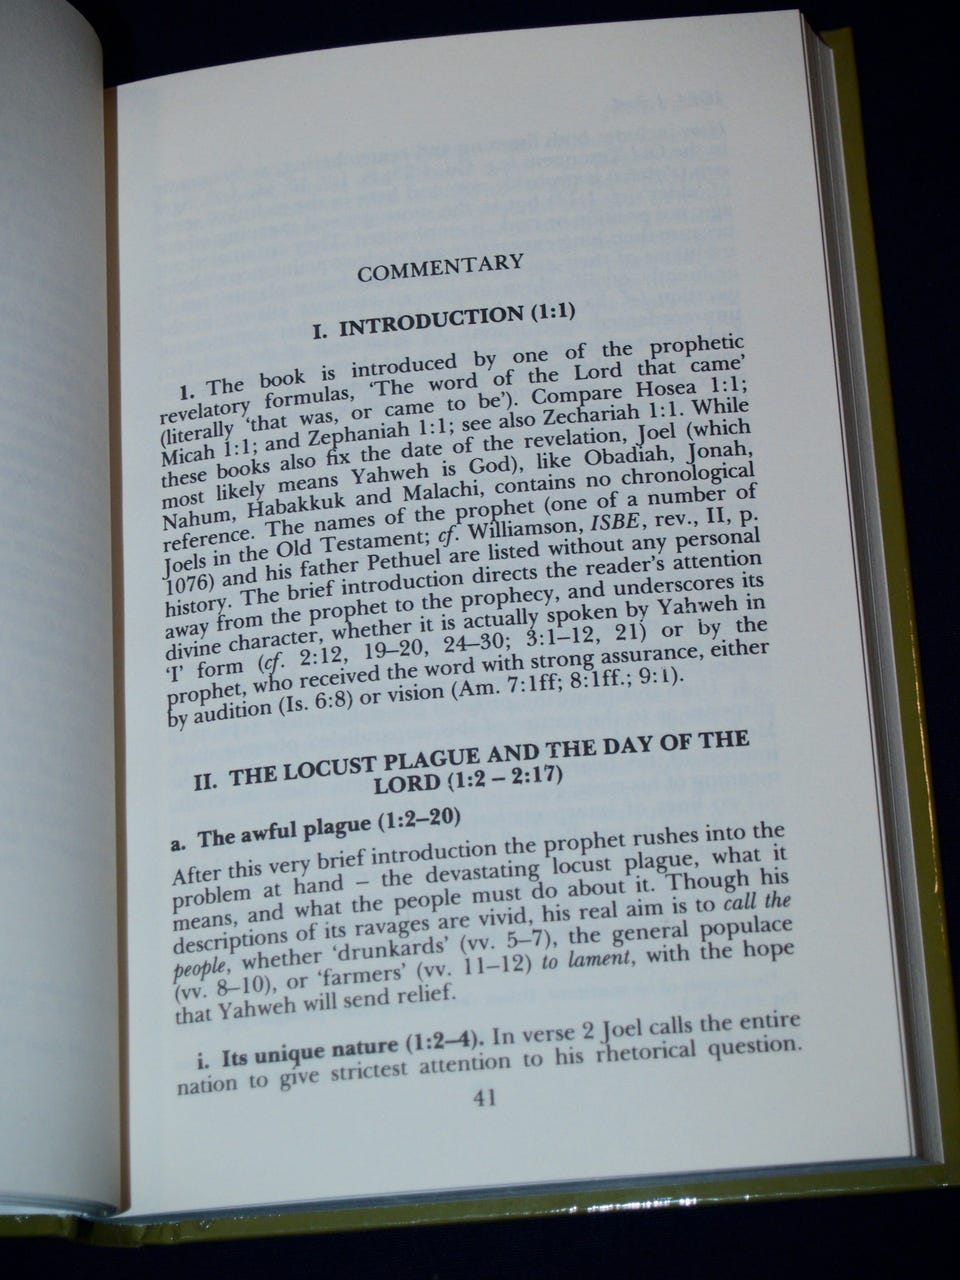 COMMENTARY
I. INTRODUCTION (1:1)
1. The book is introduced by one of the prophetic
revelatory formulas, ‘The word of the Lord that came’
(literally ‘that was, or came to be’). Compare Hosea 1:1;
Micah 1:1; and Zephaniah 1:1; see also Zechariah 1:1. While
these books also fix the date of the revelation, Joel (which
most likely means Yahweh is God), like Obadiah, Jonah,
Nahum, Habakkuk and Malachi, contains no chronological
reference. The names of the prophet (one of a number of
Joels in the Old Testament; cf. Williamson, ISBE, rev., II, p.
1076) and his father Pethuel are listed without any personal
history. The brief introduction directs the reader’s attention
away from the prophet to the prophecy, and underscores its
divine character, whether it is actually spoken by Yahweh in
‘I’ form (cf. 2:12, 19–20, 24–30; 3:1–12, 21) or by the
prophet, who received the word with strong assurance, either
by audition (Is. 6:8) or vision (Am. 7:1ff; 8:1ff.; 9:1).
II. THE LOCUST PLAGUE AND THE DAY OF THE
LORD (1:2 – 2:17)
a. The awful plague (1:2–20)
After this very brief introduction the prophet rushes into the
problem at hand – the devastating locust plague, what it
means, and what the people must do about it. Though his
descriptions of its ravages are vivid, his real aim is to call the
people, whether ‘drunkards’ (vv. 5–7), the general populace
(vv. 8–10), or ‘farmers’ (vv. 11–12) to lament, with the hope
that Yahweh will send relief.
i. Its unique nature (1:2–4). In verse 2 Joel calls the entire
nation to give strictest attention to his rhetorical question.
41